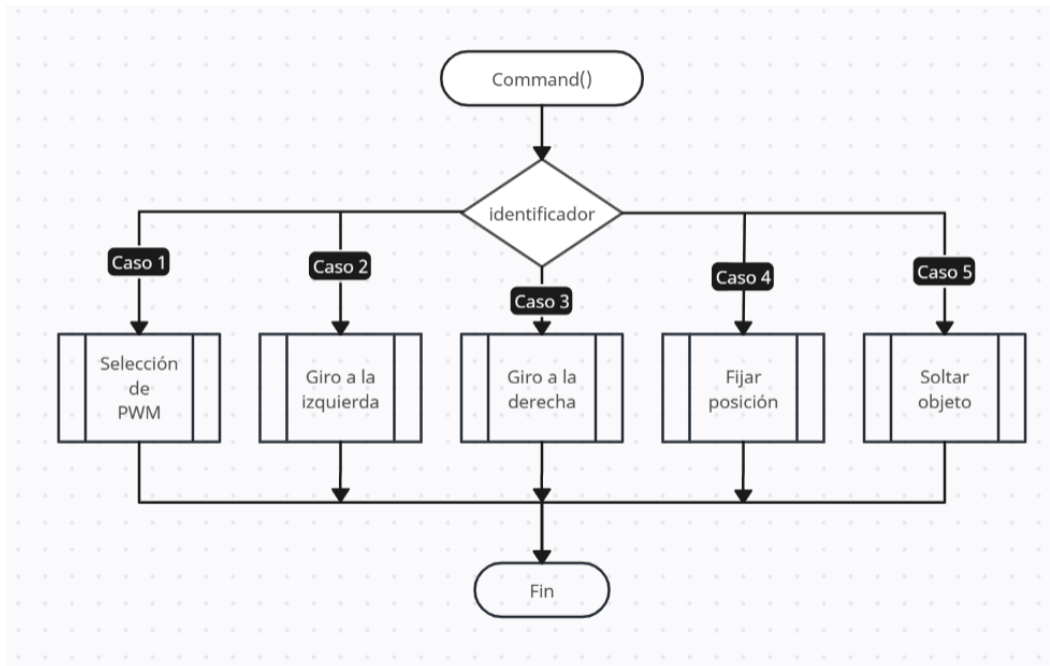 Command()
identificador
Caso 1
Caso 2
Caso 3
Caso 4
Caso 5
Selección
de
PWM
Giro a la
izquierda
Giro a la
derecha
Fijar
posición
Soltar
objeto
Fin